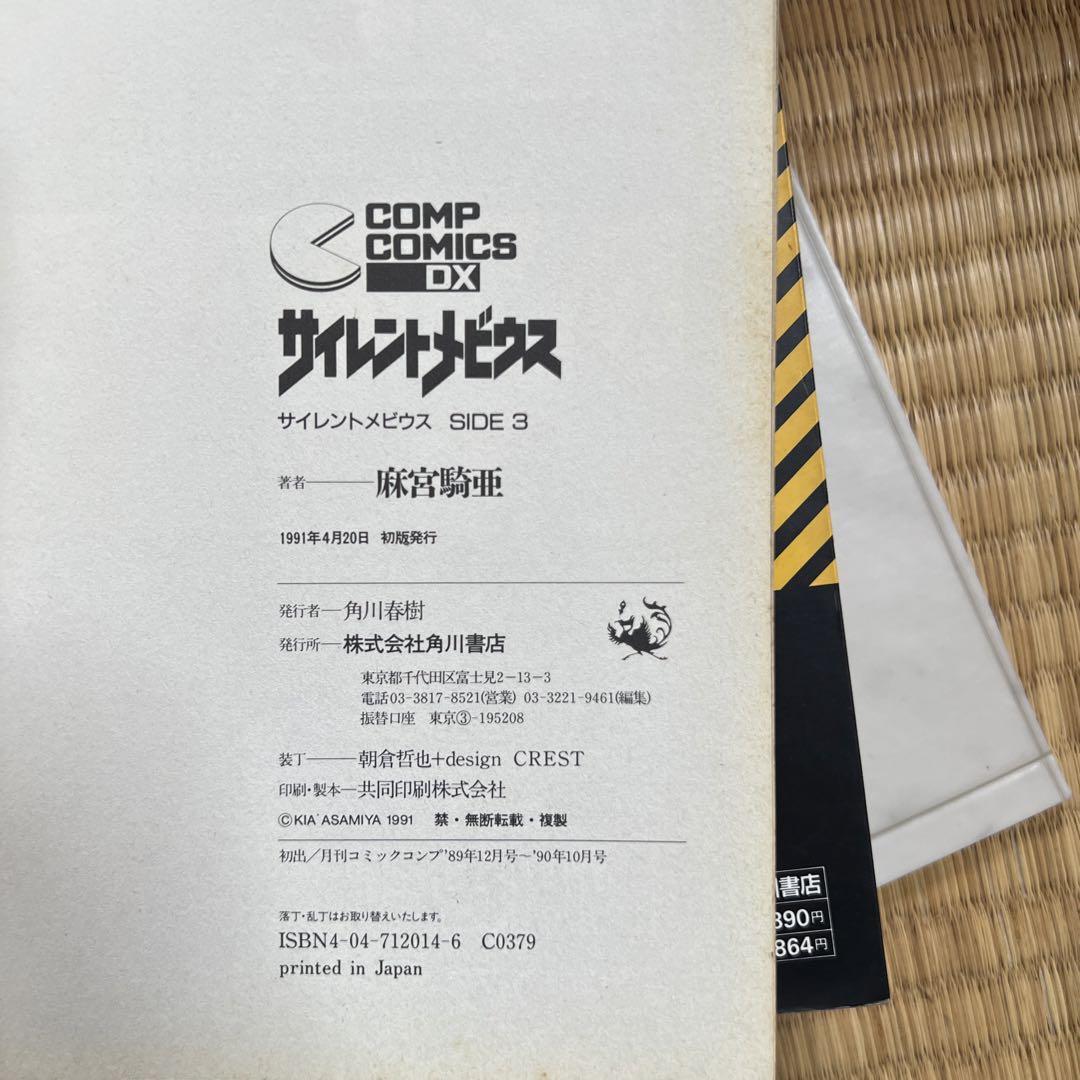 COMP
COMICS
DX
サイレントメビウス
サイレントメビウス SIDE 3
著者――麻宮騎亜
1991年4月20日 初版発行
発行者―角川春樹
発行所―株式会社角川書店
東京都千代田区富士見2-13-3
電話03-3817-8521(営業) 03-3221-9461(編集)
振替口座 東京③-195208
装丁――朝倉哲也+design CREST
印刷・製本―共同印刷株式会社
©KIA ASAMIYA 1991 禁・無断転載・複製
初出/月刊コミックコンプ'89年12月号〜'90年10月号
落丁・乱丁はお取り替えいたします。
ISBN4-04-712014-6 C0379
printed in Japan
書店
890円
864円